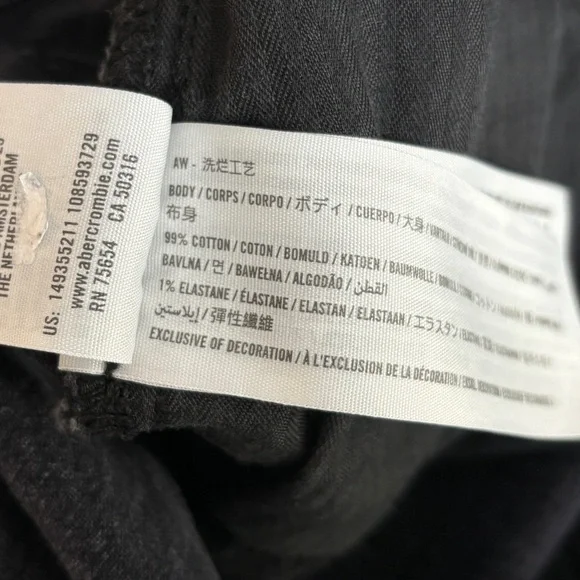 AMSTERDAM
THE NETHERLANDS
US: 149355211 108593729
www.abercrombie.com
RN 75654 CA 50316
AW - 洗烂工艺
BODY / CORPS / CORPO / ボディ / CUERPO / 大身 /
布身
99% COTTON / COTON / BOMULD / KATOEN / BAUMWOLLE /
BAVLNA / 면 / BAWEŁNA / ALGODÃO / القطن /
1% ELASTANE / ÉLASTANE / ELASTAN / ELASTAAN / エラスタン /
إيلاستين / 彈性纖維
EXCLUSIVE OF DECORATION / À L'EXCLUSION DE LA DÉCORATION /